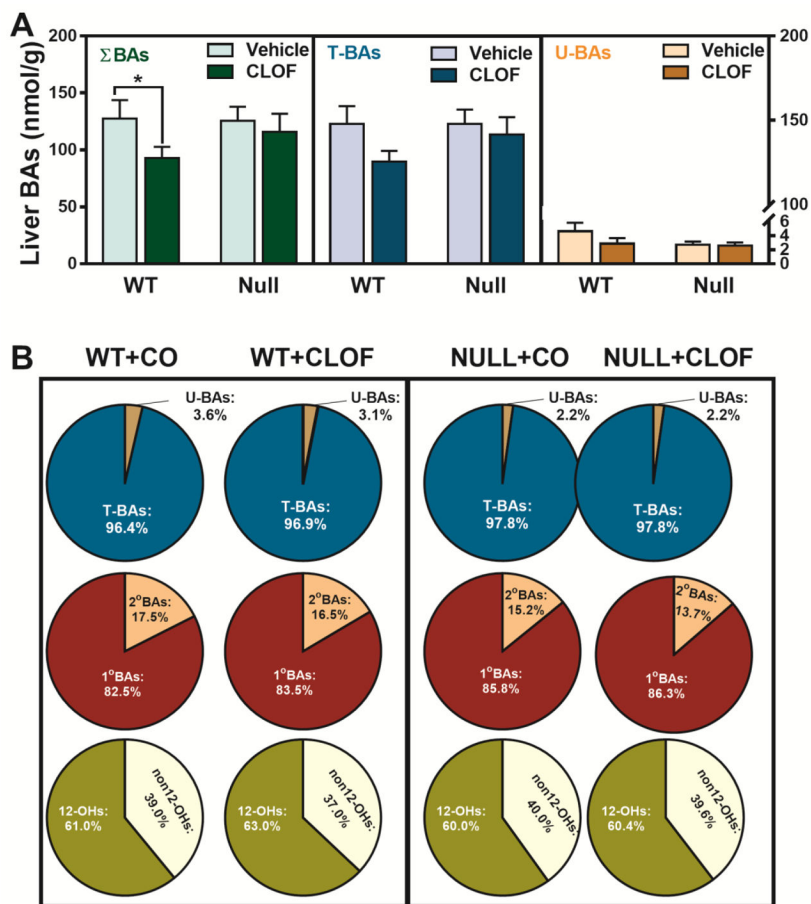 A
Liver BAs (nmol/g)
200
150
100
50
0
ΣBAs
Vehicle
CLOF
*
T-BAs
Vehicle
CLOF
U-BAs
Vehicle
CLOF
200
150
100
6
4
2
0
WT
Null
WT
Null
WT
Null
B
WT+CO
WT+CLOF
NULL+CO
NULL+CLOF
U-BAs:
3.6%
T-BAs:
96.4%
U-BAs:
3.1%
T-BAs:
96.9%
U-BAs:
2.2%
T-BAs:
97.8%
U-BAs:
2.2%
T-BAs:
97.8%
2°BAs:
17.5%
1°BAs:
82.5%
2°BAs:
16.5%
1°BAs:
83.5%
2°BAs:
15.2%
1°BAs:
85.8%
2°BAs:
13.7%
1°BAs:
86.3%
non12-OHs:
39.0%
12-OHs:
61.0%
non12-OHs:
37.0%
12-OHs:
63.0%
non12-OHs:
40.0%
12-OHs:
60.0%
non12-OHs:
39.6%
12-OHs:
60.4%